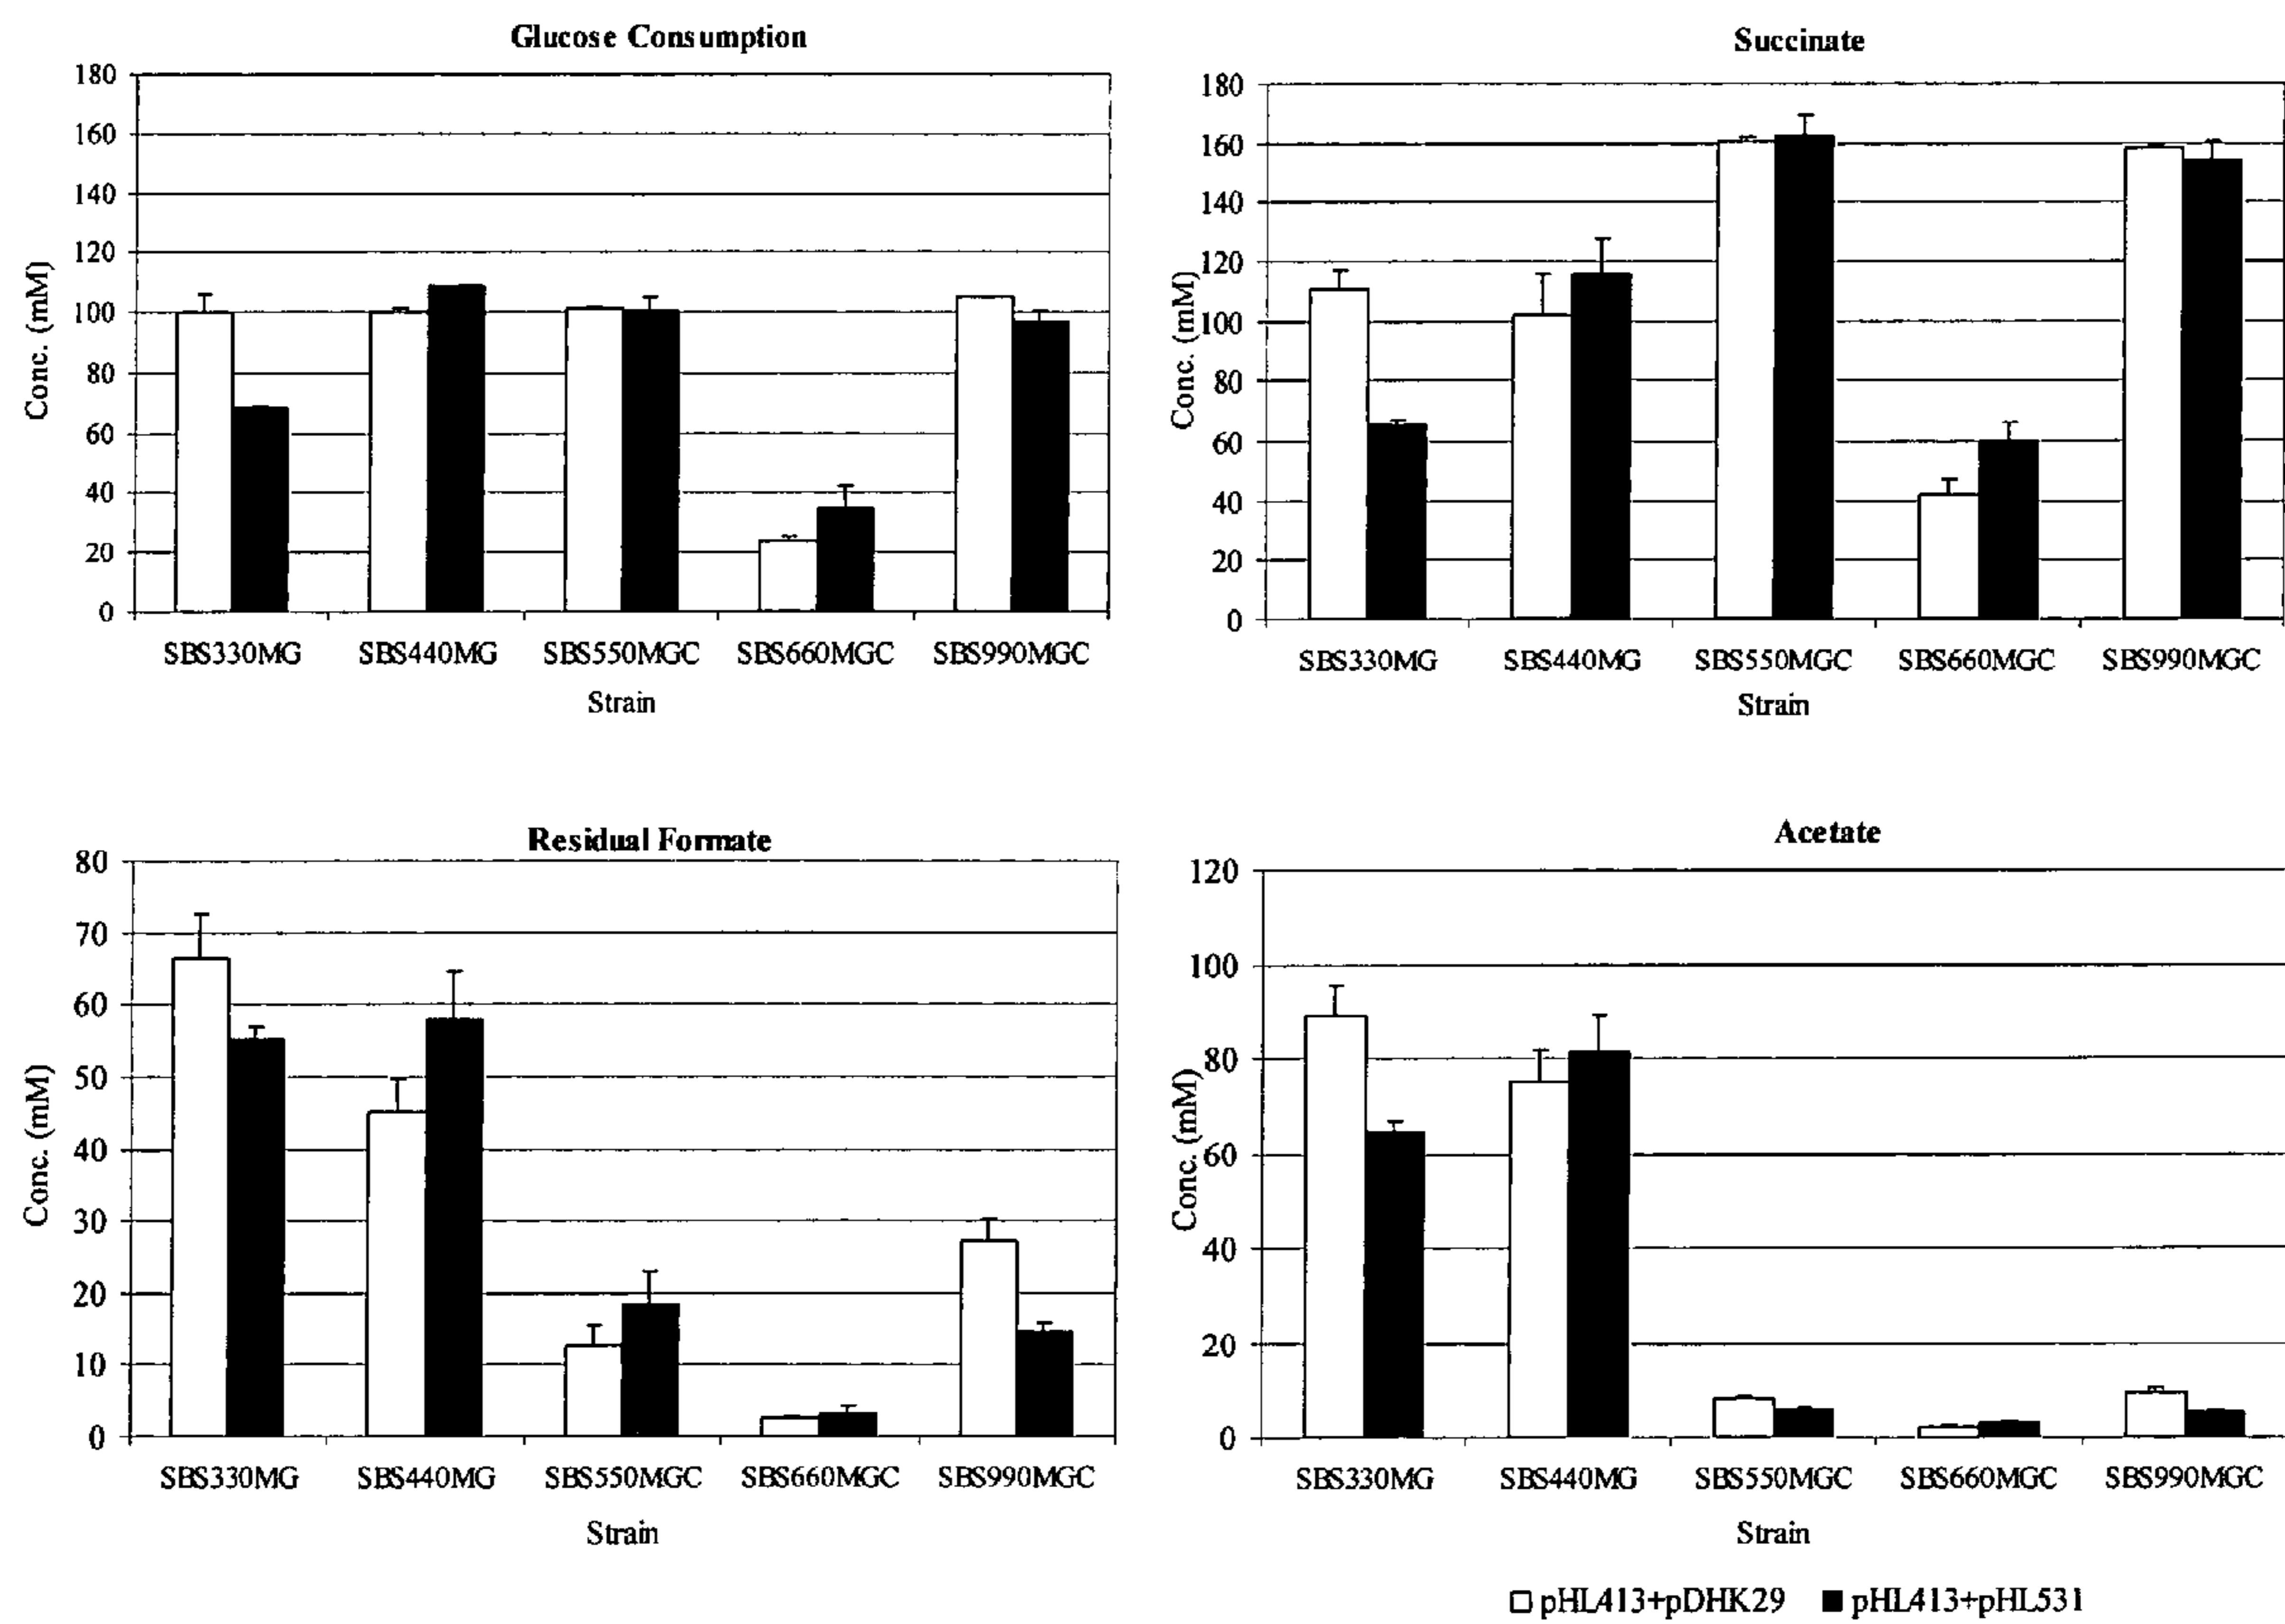 Glucose Consumption
180
160
140
120
100
80
60
40
20
0
Conc. (mM)
SBS330MG SBS440MG SBS550MGC SBS660MGC SBS990MGC
Strain
Succinate
180
160
140
120
100
80
60
40
20
0
Conc. (mM)
SBS330MG SBS440MG SBS550MGC SBS660MGC SBS990MGC
Strain
Residual Formate
80
70
60
50
40
30
20
10
0
Conc. (mM)
SBS330MG SBS440MG SBS550MGC SBS660MGC SBS990MGC
Strain
Acetate
120
100
80
60
40
20
0
Conc. (mM)
SBS330MG SBS440MG SBS550MGC SBS660MGC SBS990MGC
Strain
pHL413+pDHK29 pHL413+pHL531